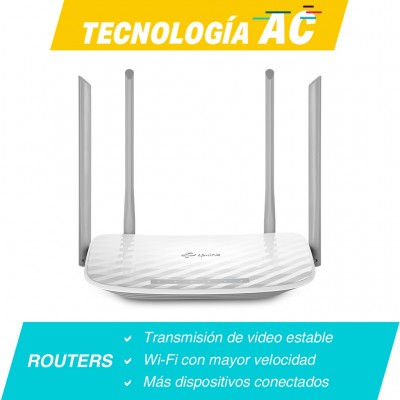 TECNOLOGÍA AC
tp-link
Transmisión de video estable
ROUTERS
Wi-Fi con mayor velocidad
Más dispositivos conectados